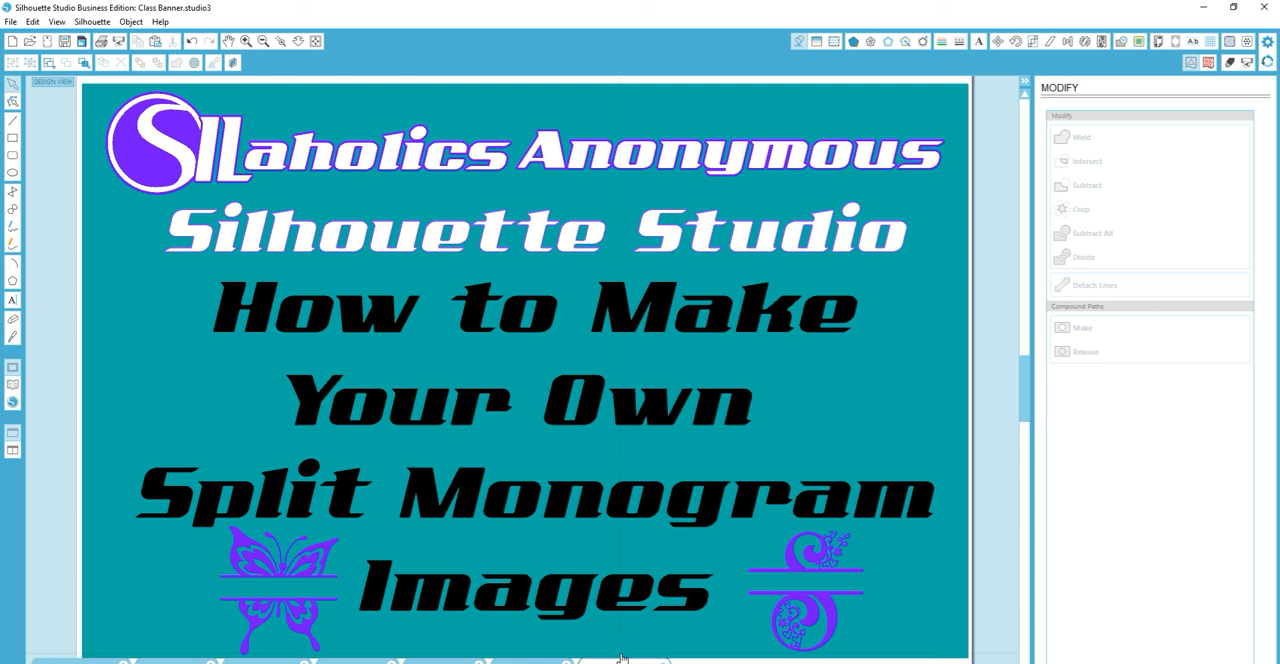 Silhouette Studio Business Edition: Class Banner.studio3
File Edit View Silhouette Object Help
DESIGN VIEW
SILLaholics Anonymous
Silhouette Studio
How to Make
Your Own
Split Monogram
Images
MODIFY
Modify
Weld
Intersect
Subtract
Crop
Subtract All
Divide
Detach Lines
Compound Paths
Make
Release